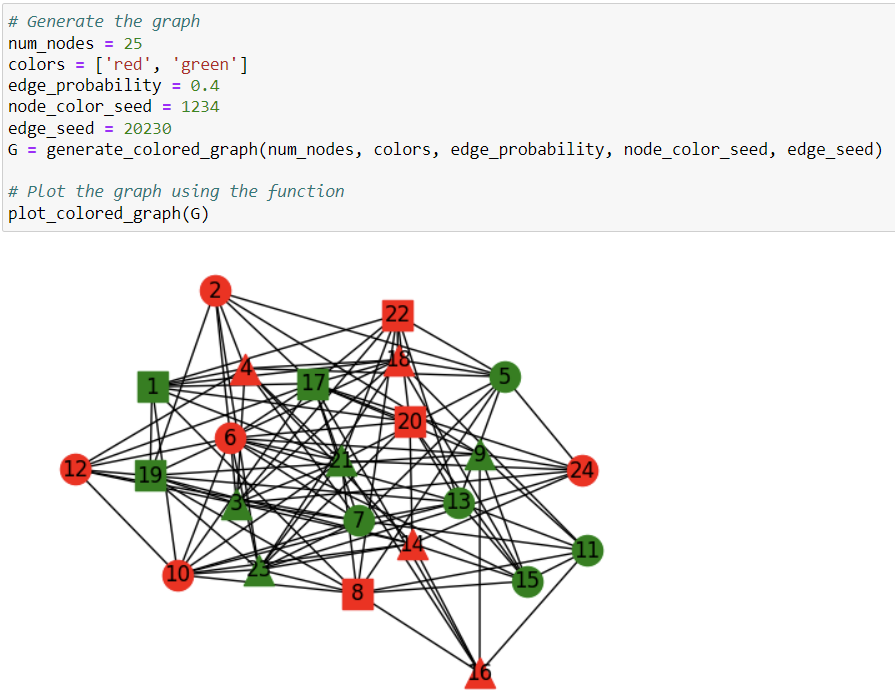 # Generate the graph
num_nodes = 25
colors = ['red', 'green']
edge_probability = 0.4
node_color_seed = 1234
edge_seed = 20230
G = generate_colored_graph(num_nodes, colors, edge_probability, node_color_seed, edge_seed)
# Plot the graph using the function
plot_colored_graph(G)
2
22
18
4
5
17
1
20
6
9
21
12
24
19
13
3
7
14
11
23
10
15
8
16